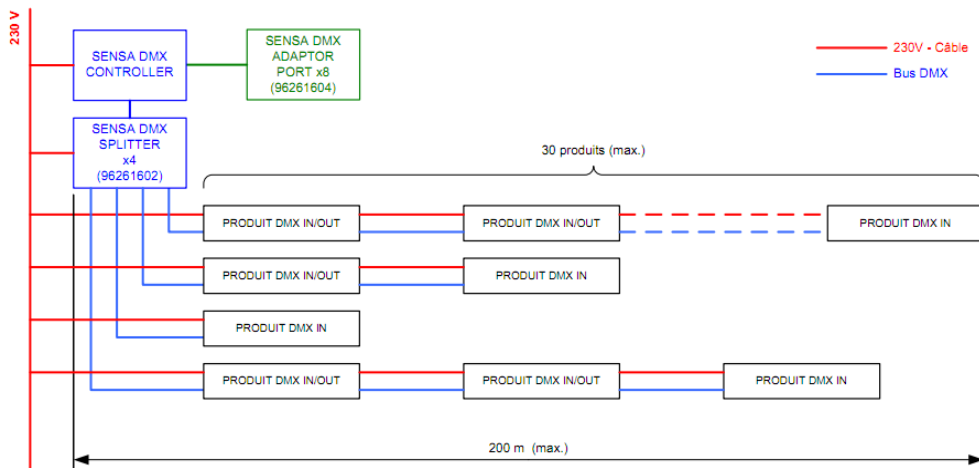 230 V
SENSA DMX
CONTROLLER
SENSA DMX
ADAPTOR
PORT x8
(96261604)
230V - Câble
Bus DMX
SENSA DMX
SPLITTER
x4
(96261602)
30 produits (max.)
PRODUIT DMX IN/OUT
PRODUIT DMX IN/OUT
PRODUIT DMX IN
PRODUIT DMX IN/OUT
PRODUIT DMX IN
PRODUIT DMX IN
PRODUIT DMX IN/OUT
PRODUIT DMX IN/OUT
PRODUIT DMX IN
200 m (max.)